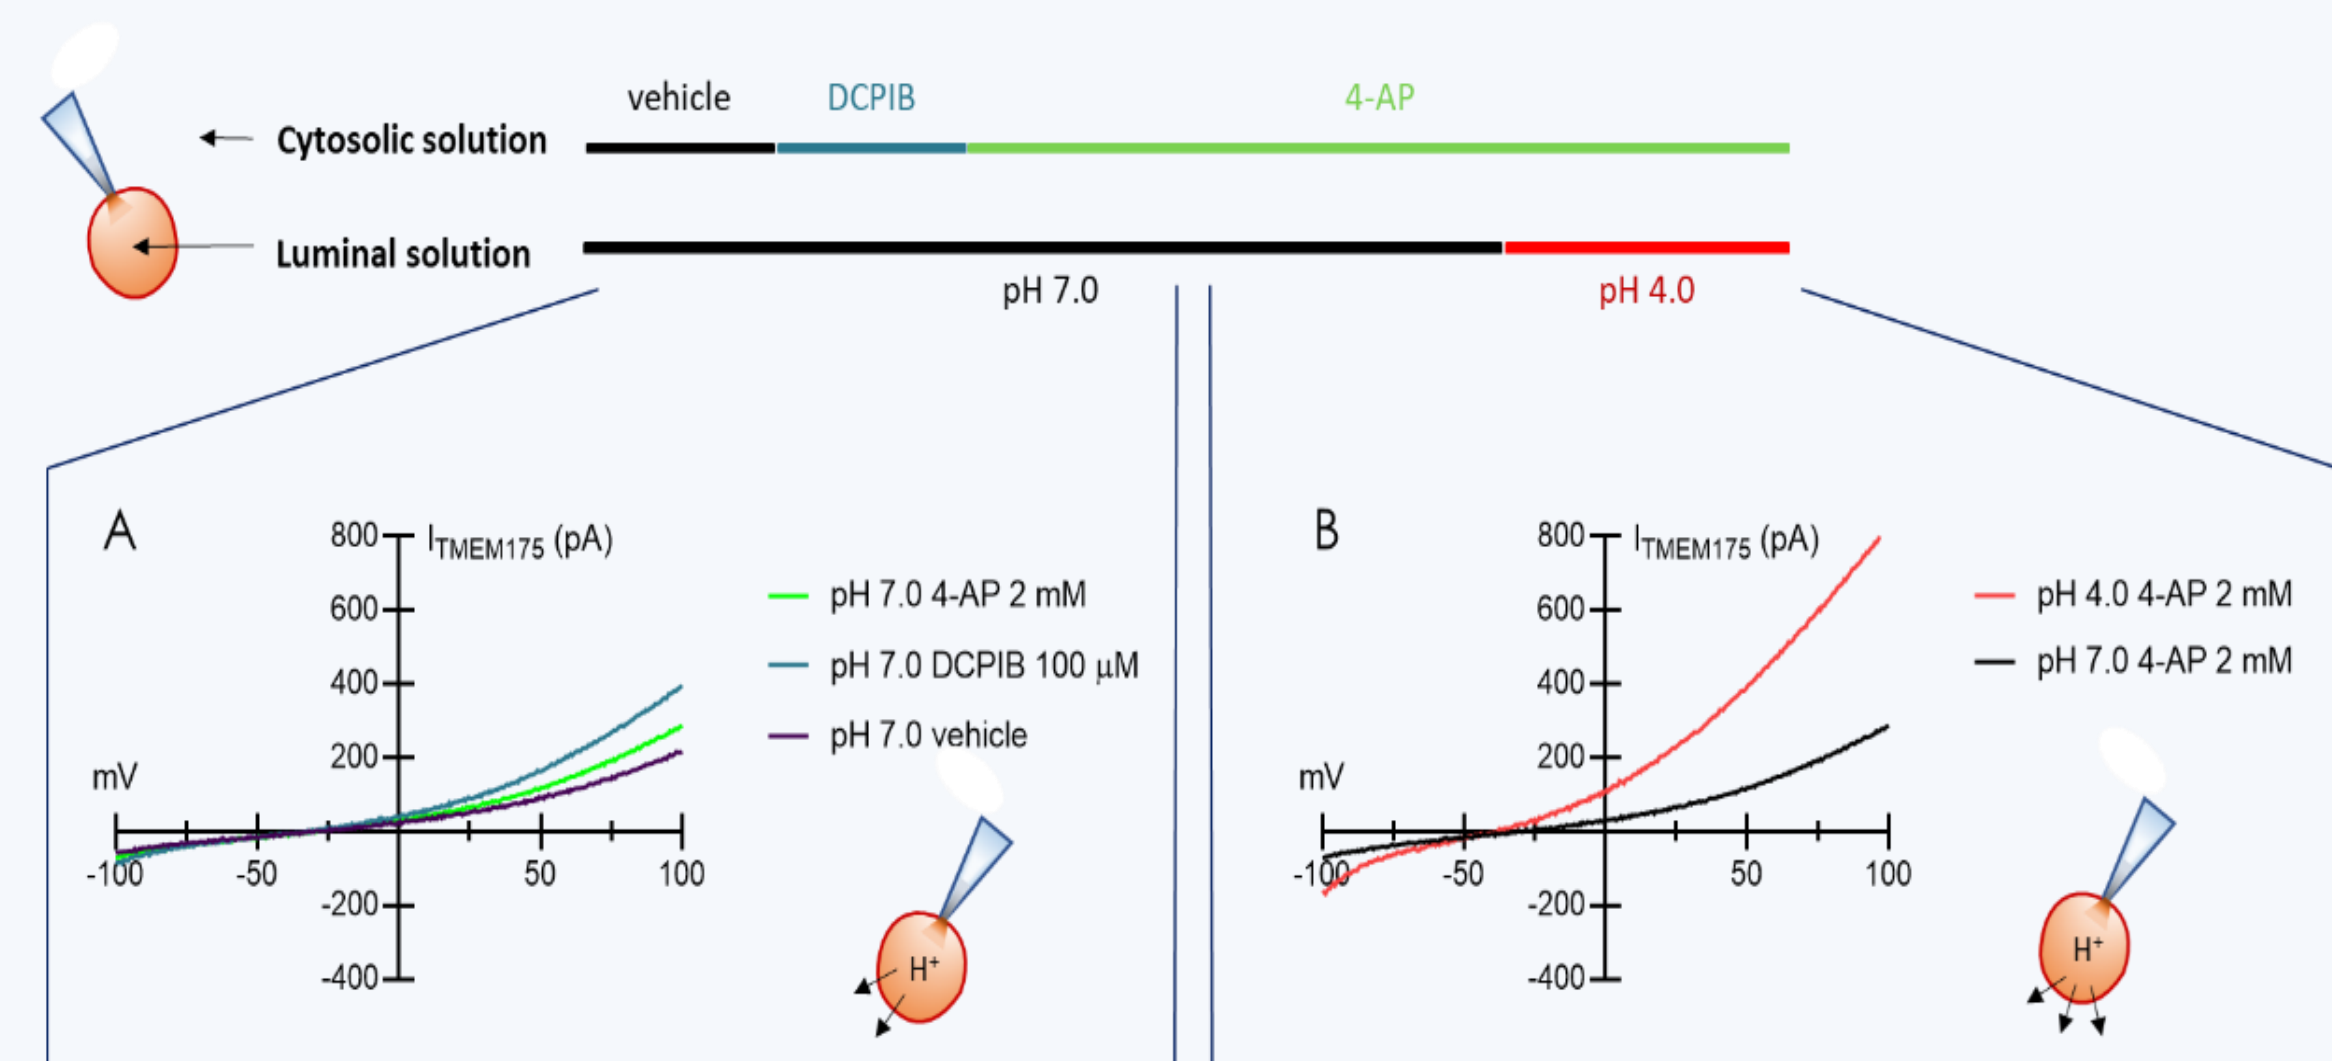 vehicle DCPIB 4-AP
Cytosolic solution
Luminal solution
pH 7.0 pH 4.0
A
800 I_TMEM175 (pA)
600
400
200
mV
-100 -50 50 100
-200
-400
pH 7.0 4-AP 2 mM
pH 7.0 DCPIB 100 µM
pH 7.0 vehicle
H⁺
B
800 I_TMEM175 (pA)
600
400
200
mV
-100 -50 50 100
-200
-400
pH 4.0 4-AP 2 mM
pH 7.0 4-AP 2 mM
H⁺